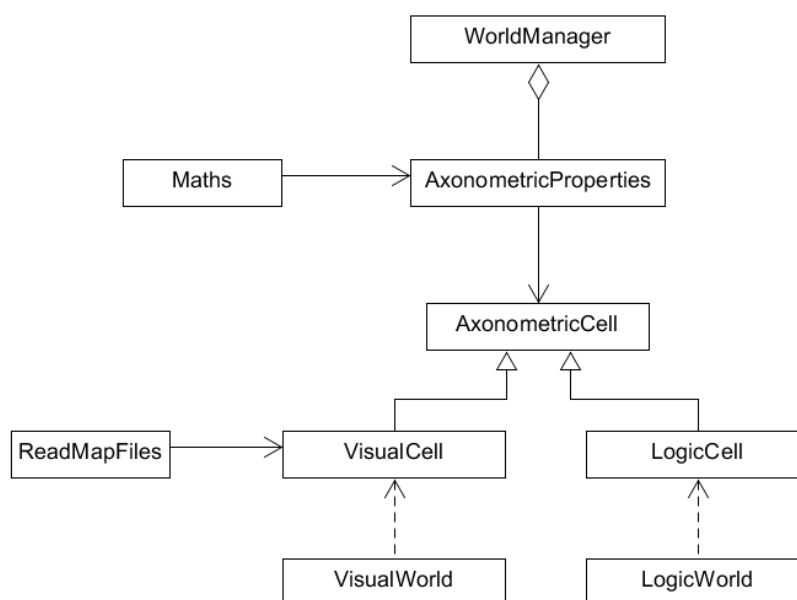 WorldManager
Maths
AxonometricProperties
AxonometricCell
ReadMapFiles
VisualCell
LogicCell
VisualWorld
LogicWorld